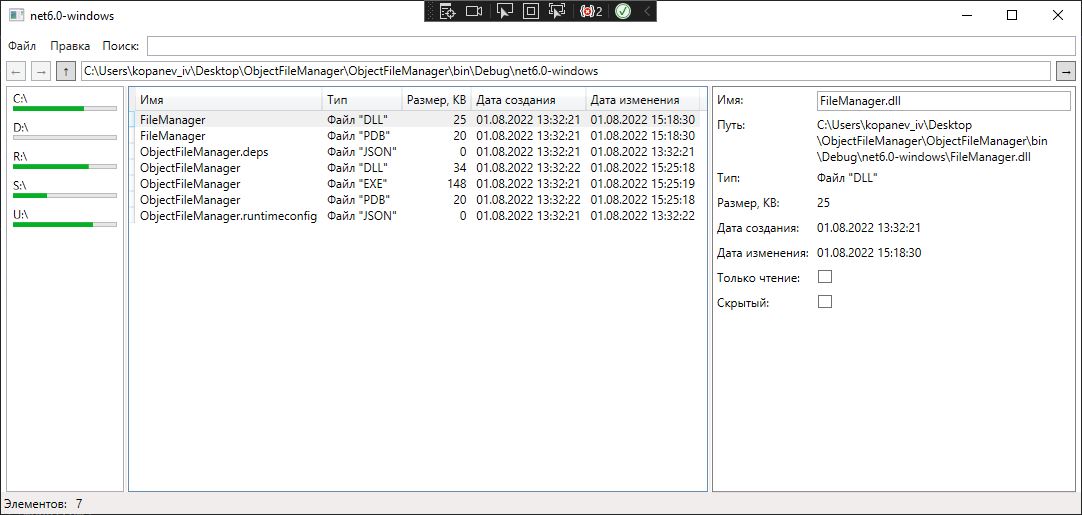 net6.0-windows
2
Файл Правка Поиск:
C:\Users\kopanev_iv\Desktop\ObjectFileManager\ObjectFileManager\bin\Debug\net6.0-windows
C:\
D:\
R:\
S:\
U:\
Имя Тип Размер, КВ Дата создания Дата изменения
FileManager Файл "DLL" 25 01.08.2022 13:32:21 01.08.2022 15:18:30
FileManager Файл "PDB" 20 01.08.2022 13:32:21 01.08.2022 15:18:30
ObjectFileManager.deps Файл "JSON" 0 01.08.2022 13:32:21 01.08.2022 13:32:21
ObjectFileManager Файл "DLL" 34 01.08.2022 13:32:22 01.08.2022 15:25:18
ObjectFileManager Файл "EXE" 148 01.08.2022 13:32:21 01.08.2022 15:25:19
ObjectFileManager Файл "PDB" 20 01.08.2022 13:32:22 01.08.2022 15:25:18
ObjectFileManager.runtimeconfig Файл "JSON" 0 01.08.2022 13:32:21 01.08.2022 13:32:22
Имя: FileManager.dll
Путь: C:\Users\kopanev_iv\Desktop
\ObjectFileManager\ObjectFileManager\bin
\Debug\net6.0-windows\FileManager.dll
Тип: Файл "DLL"
Размер, КВ: 25
Дата создания: 01.08.2022 13:32:21
Дата изменения: 01.08.2022 15:18:30
Только чтение:
Скрытый:
Элементов: 7